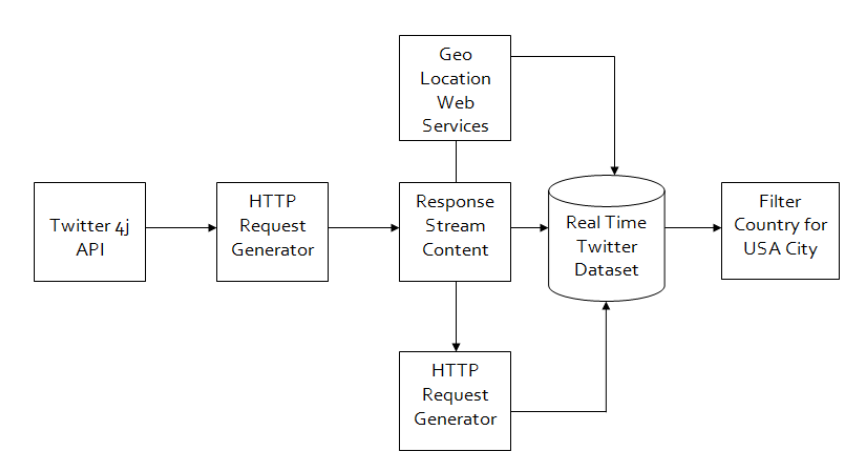 Geo
Location
Web
Services
Twitter 4j
API
HTTP
Request
Generator
Response
Stream
Content
Real Time
Twitter
Dataset
Filter
Country for
USA City
HTTP
Request
Generator